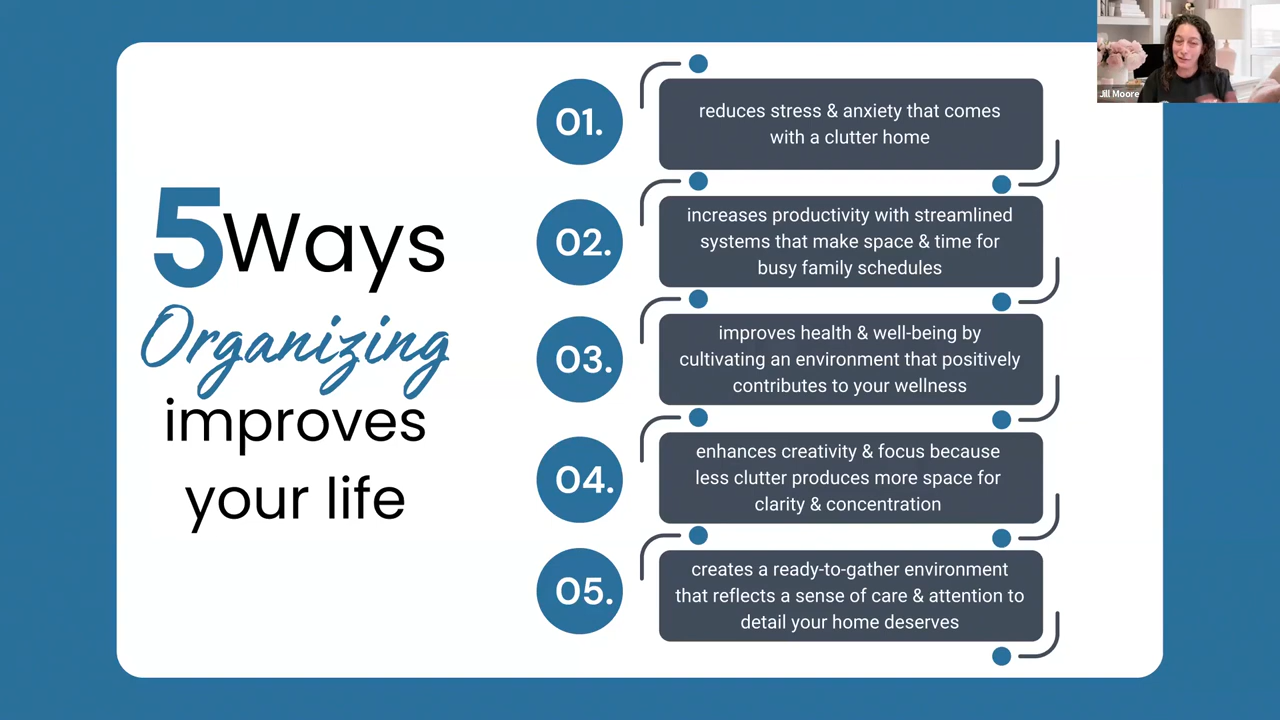 5 Ways
Organizing
improves
your life
01.
reduces stress & anxiety that comes
with a clutter home
02.
increases productivity with streamlined
systems that make space & time for
busy family schedules
03.
improves health & well-being by
cultivating an environment that positively
contributes to your wellness
04.
enhances creativity & focus because
less clutter produces more space for
clarity & concentration
05.
creates a ready-to-gather environment
that reflects a sense of care & attention to
detail your home deserves
Jill Moore